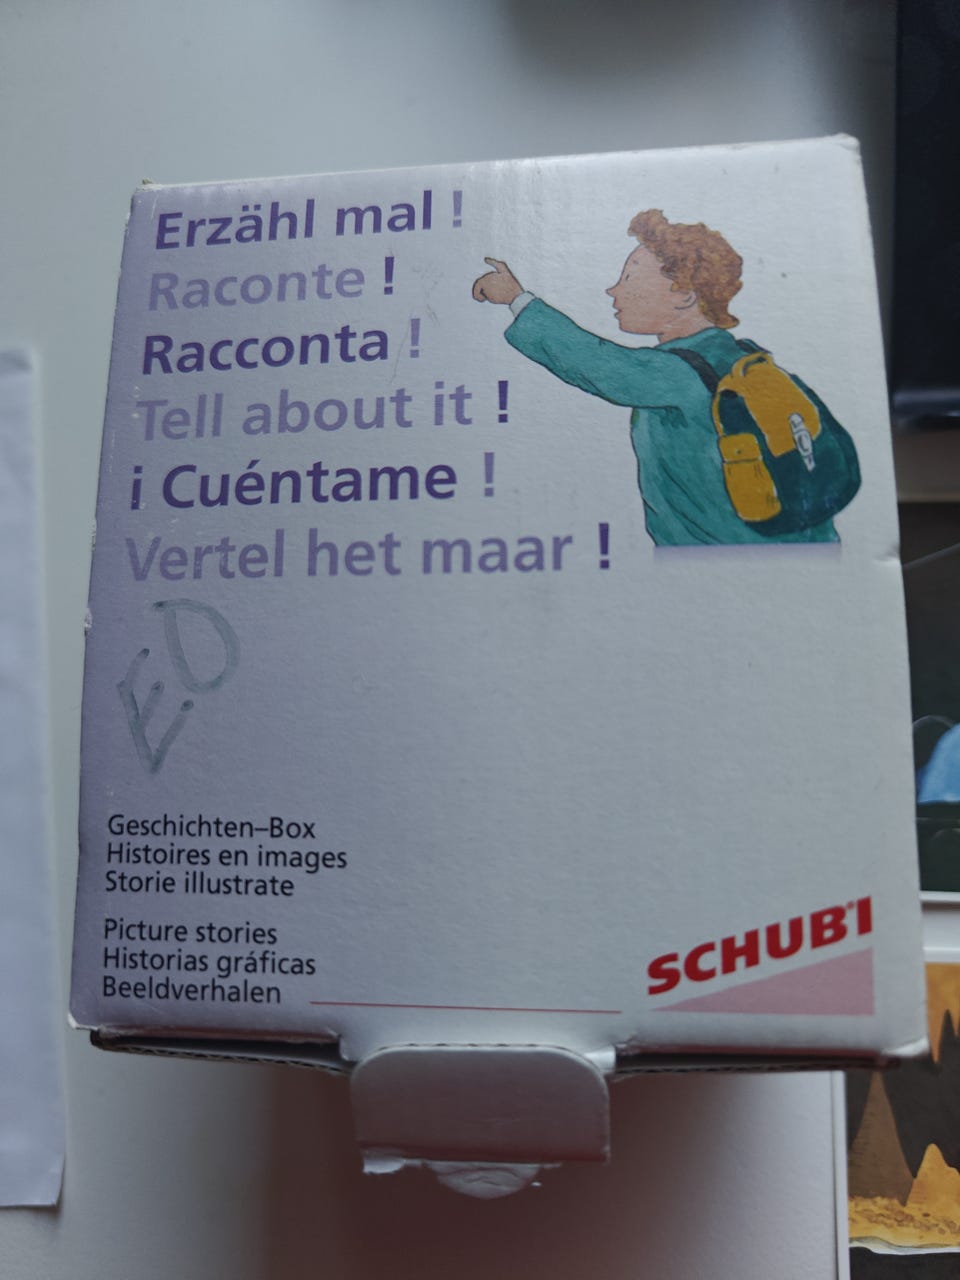 Erzähl mal !
Raconte !
Racconta !
Tell about it !
¡ Cuéntame !
Vertel het maar !
E.D
Geschichten–Box
Histoires en images
Storie illustrate
Picture stories
Historias gráficas
Beeldverhalen
SCHUBI